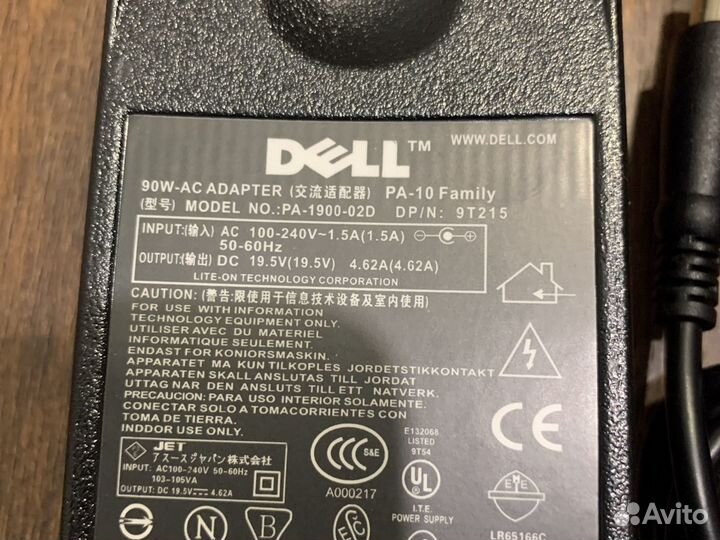 DELL™ WWW.DELL.COM
90W-AC ADAPTER (交流适配器) PA-10 Family
(型号) MODEL NO.:PA-1900-02D DP/N: 9T215
INPUT:(输入) AC 100-240V~1.5A(1.5A)
50-60Hz
OUTPUT:(输出) DC 19.5V(19.5V) 4.62A(4.62A)
LITE-ON TECHNOLOGY CORPORATION
CAUTION: (警告:限使用于信息技术设备及室内使用)
FOR USE WITH INFORMATION
TECHNOLOGY EQUIPMENT ONLY.
UTILISER AVEC DU MATERIEL
INFORMATIQUE SEULEMENT.
ENDAST FOR KONIORSMASKIN.
APPARATET MA KUN TILKOPLES JORDETSTIKKONTAKT
APPARATEN SKALL ANSLUTAS TILL JORDAT
UTTAG NAR DEN ANSLUTS TILL ETT NATVERK.
PRECAUCION: PARA USO INTERIOR SOLAMENTE.
CONECTAR SOLO A TOMACORRIENTES CON
TOMA DE TIERRA.
INDDOR USE ONLY.
JET
アスースジャパン株式会社
INPUT: AC100-240V 50-60Hz
103-105VA
OUTPUT: DC 19.5V 4.62A
CCC S&E
A000217
E132068
LISTED
9T54
UL
I.T.E.
POWER SUPPLY
CE
LR65166C
N
B
Avito